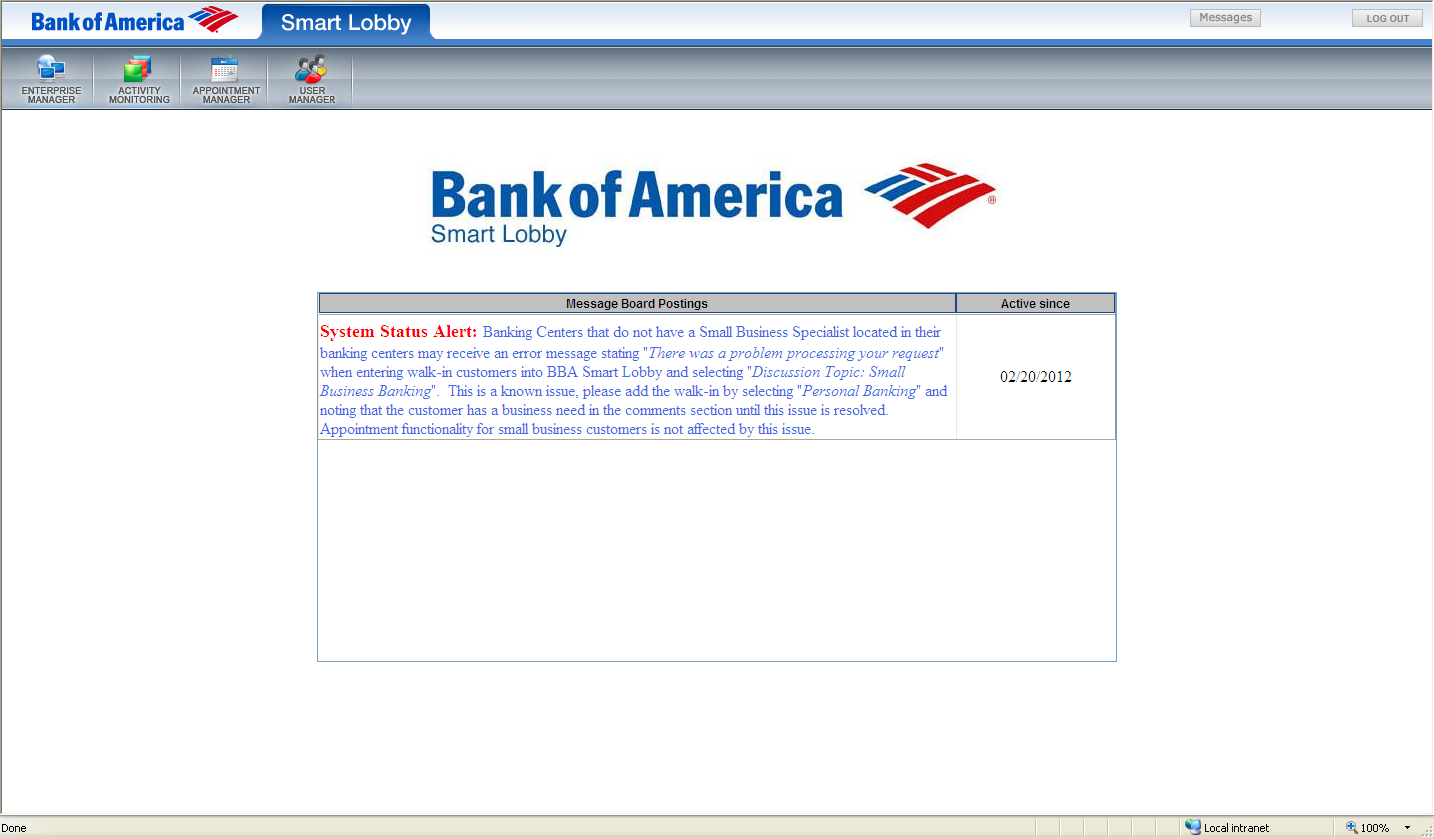 Bank of America
Smart Lobby
Messages
LOG OUT
ENTERPRISE
MANAGER
ACTIVITY
MONITORING
APPOINTMENT
MANAGER
USER
MANAGER
Bank of America ®
Smart Lobby
Message Board Postings
Active since
System Status Alert: Banking Centers that do not have a Small Business Specialist located in their
banking centers may receive an error message stating "There was a problem processing your request"
when entering walk-in customers into BBA Smart Lobby and selecting "Discussion Topic: Small
Business Banking".  This is a known issue, please add the walk-in by selecting "Personal Banking" and
noting that the customer has a business need in the comments section until this issue is resolved.
Appointment functionality for small business customers is not affected by this issue.
02/20/2012
Done
Local intranet
100%